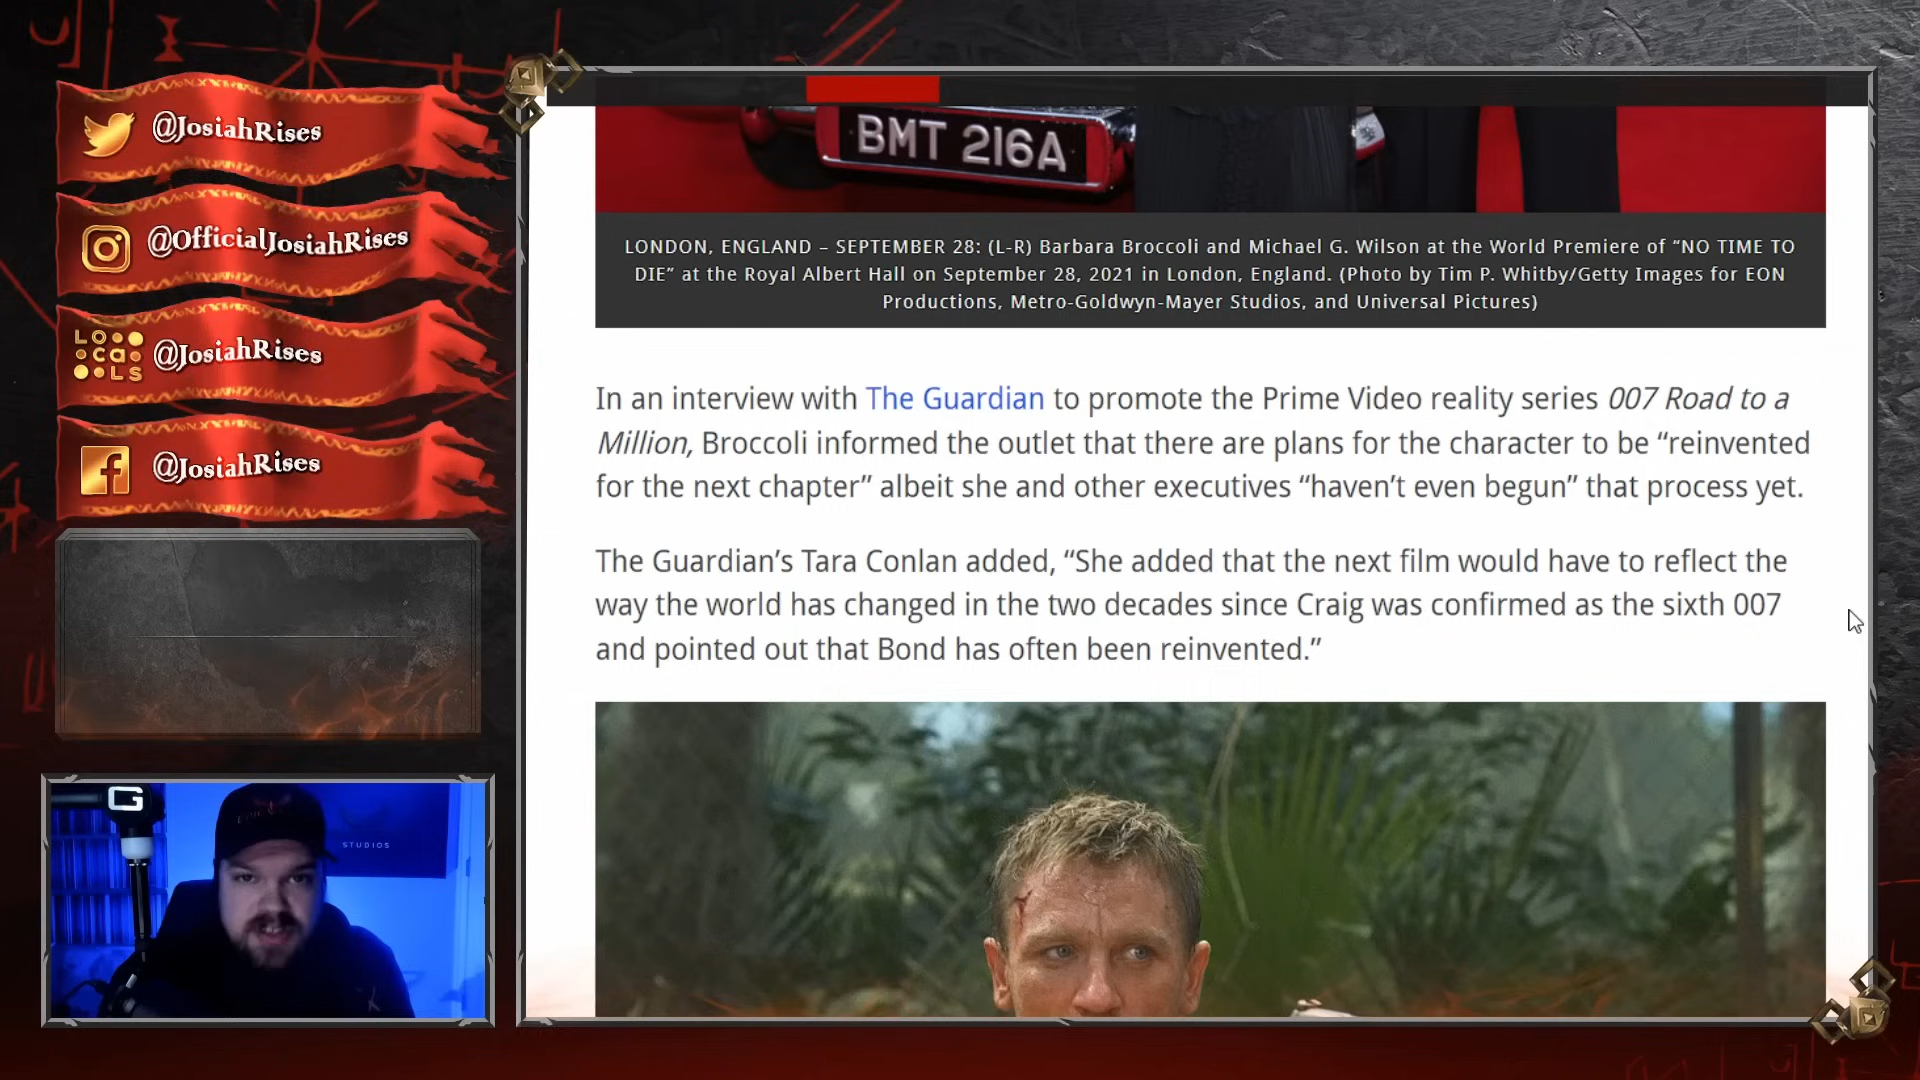 @JosiahRises
@OfficialJosiahRises
LO
ca
LS
@JosiahRises
@JosiahRises
G
STUDIOS
BMT 216A
LONDON, ENGLAND – SEPTEMBER 28: (L-R) Barbara Broccoli and Michael G. Wilson at the World Premiere of “NO TIME TO
DIE” at the Royal Albert Hall on September 28, 2021 in London, England. (Photo by Tim P. Whitby/Getty Images for EON
Productions, Metro-Goldwyn-Mayer Studios, and Universal Pictures)
In an interview with The Guardian to promote the Prime Video reality series 007 Road to a
Million, Broccoli informed the outlet that there are plans for the character to be “reinvented
for the next chapter” albeit she and other executives “haven’t even begun” that process yet.
The Guardian’s Tara Conlan added, “She added that the next film would have to reflect the
way the world has changed in the two decades since Craig was confirmed as the sixth 007
and pointed out that Bond has often been reinvented.”